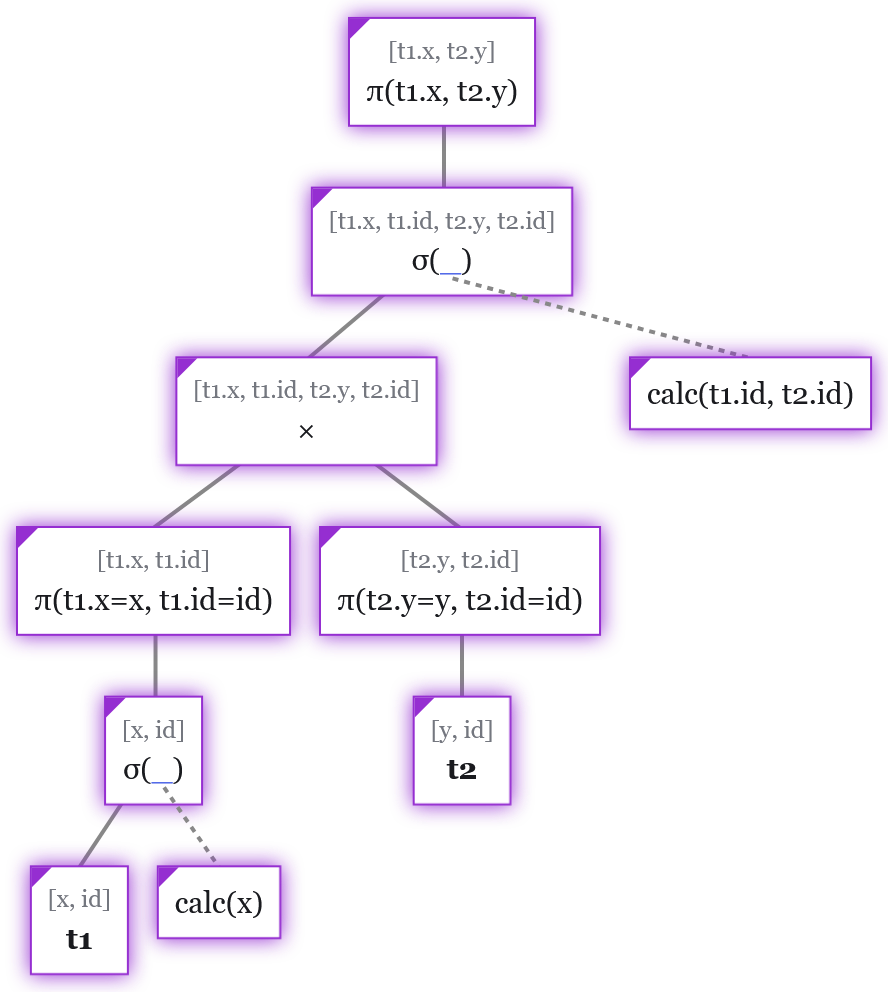 [t1.x, t2.y]
π(t1.x, t2.y)
[t1.x, t1.id, t2.y, t2.id]
σ(_)
[t1.x, t1.id, t2.y, t2.id]
×
calc(t1.id, t2.id)
[t1.x, t1.id]
π(t1.x=x, t1.id=id)
[t2.y, t2.id]
π(t2.y=y, t2.id=id)
[x, id]
σ(_)
[y, id]
t2
[x, id]
t1
calc(x)